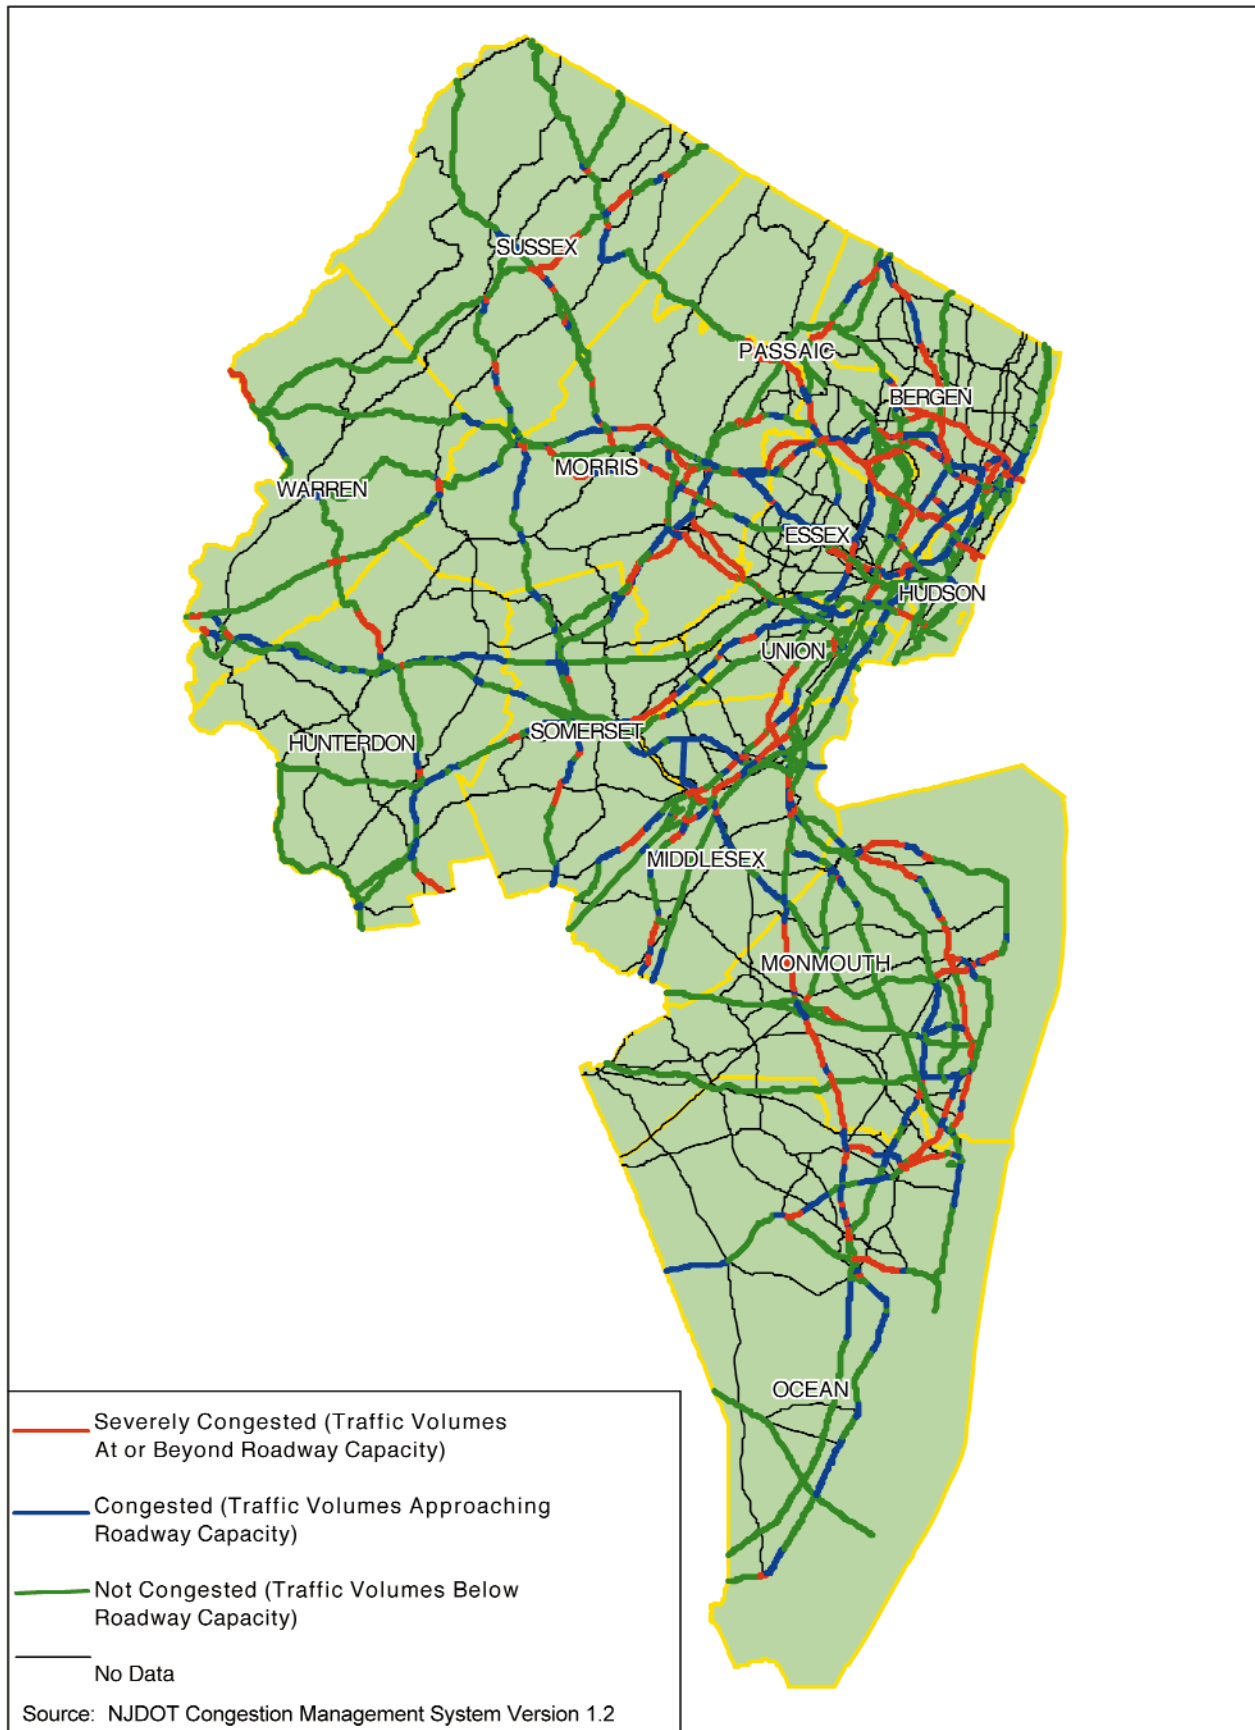 SUSSEX
PASSAIC
BERGEN
MORRIS
WARREN
ESSEX
HUDSON
UNION
SOMERSET
HUNTERDON
MIDDLESEX
MONMOUTH
OCEAN
Severely Congested (Traffic Volumes
At or Beyond Roadway Capacity)
Congested (Traffic Volumes Approaching
Roadway Capacity)
Not Congested (Traffic Volumes Below
Roadway Capacity)
No Data
Source: NJDOT Congestion Management System Version 1.2